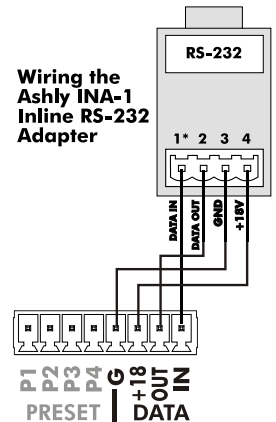 RS-232
Wiring the
Ashly INA-1
Inline RS-232
Adapter
1* 2 3 4
DATA IN
DATA OUT
GND
+18V
P1
P2
P3
P4
G
+18
OUT
IN
PRESET
DATA